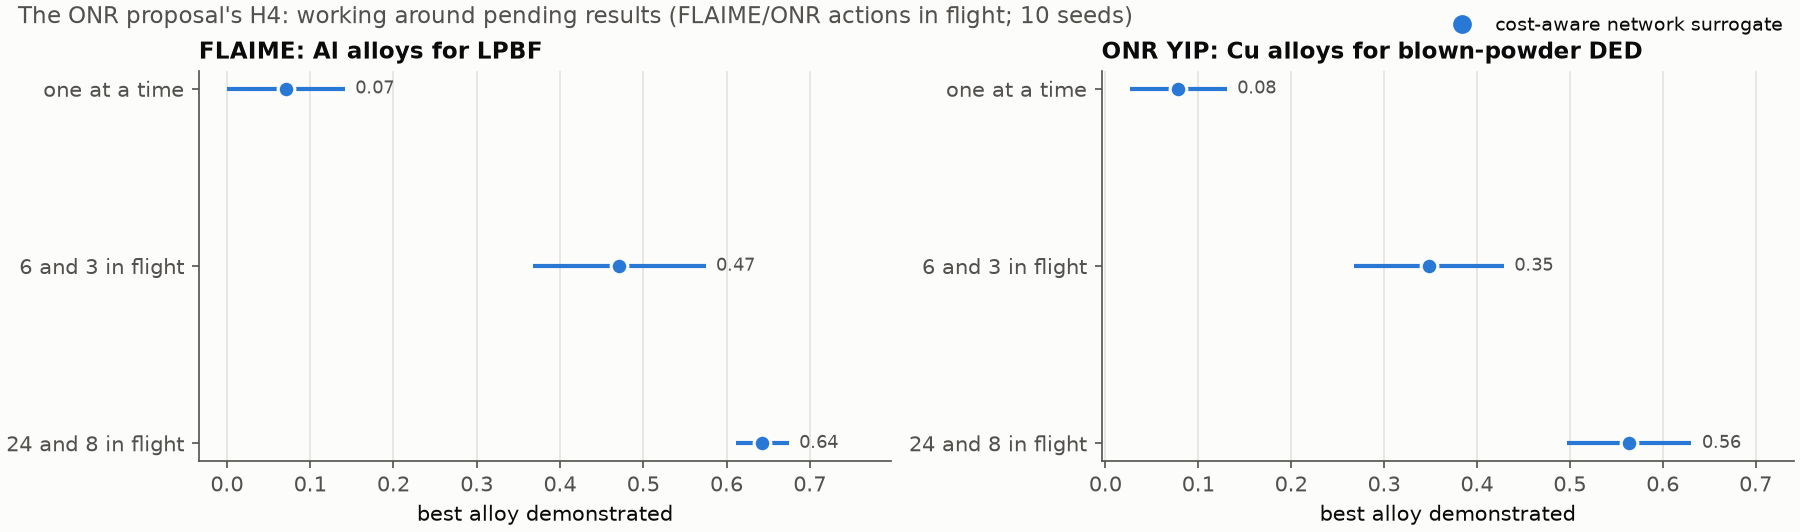 The ONR proposal's H4: working around pending results (FLAIME/ONR actions in flight; 10 seeds)
cost-aware network surrogate
FLAIME: Al alloys for LPBF
one at a time
0.07
6 and 3 in flight
0.47
24 and 8 in flight
0.64
0.0 0.1 0.2 0.3 0.4 0.5 0.6 0.7
best alloy demonstrated
ONR YIP: Cu alloys for blown-powder DED
one at a time
0.08
6 and 3 in flight
0.35
24 and 8 in flight
0.56
0.0 0.1 0.2 0.3 0.4 0.5 0.6 0.7
best alloy demonstrated